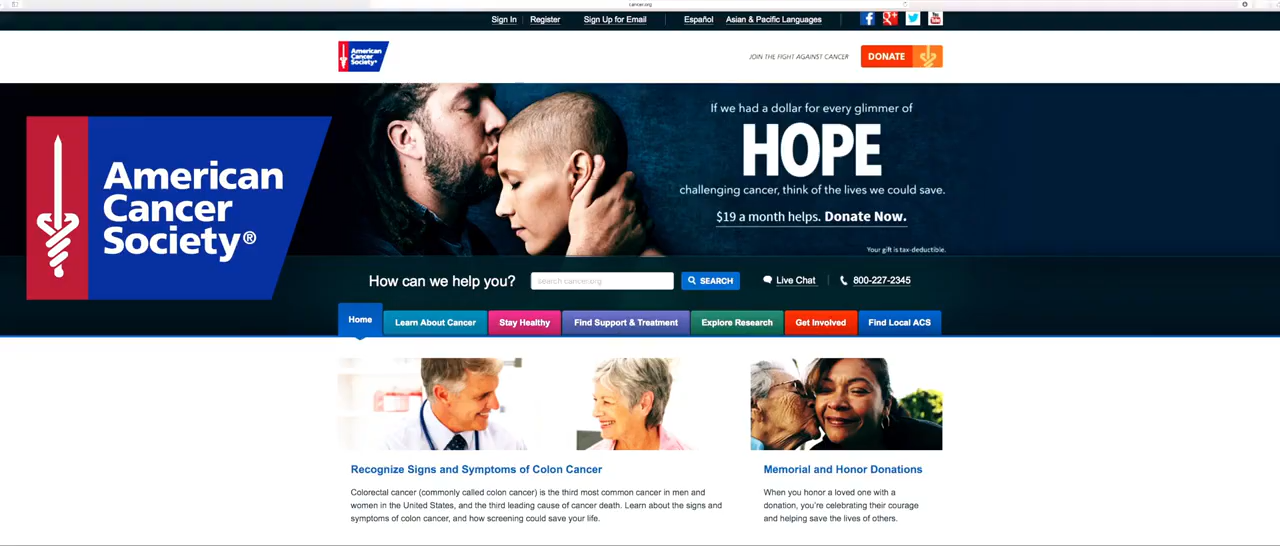 cancer.org
Sign In
Register
Sign Up for Email
Español
Asian & Pacific Languages
American
Cancer
Society®
JOIN THE FIGHT AGAINST CANCER
DONATE
American
Cancer
Society®
If we had a dollar for every glimmer of
HOPE
challenging cancer, think of the lives we could save.
$19 a month helps. Donate Now.
Your gift is tax-deductible.
How can we help you?
search cancer.org
SEARCH
Live Chat
800-227-2345
Home
Learn About Cancer
Stay Healthy
Find Support & Treatment
Explore Research
Get Involved
Find Local ACS
Recognize Signs and Symptoms of Colon Cancer
Colorectal cancer (commonly called colon cancer) is the third most common cancer in men and
women in the United States, and the third leading cause of cancer death. Learn about the signs and
symptoms of colon cancer, and how screening could save your life.
Memorial and Honor Donations
When you honor a loved one with a
donation, you're celebrating their courage
and helping save the lives of others.